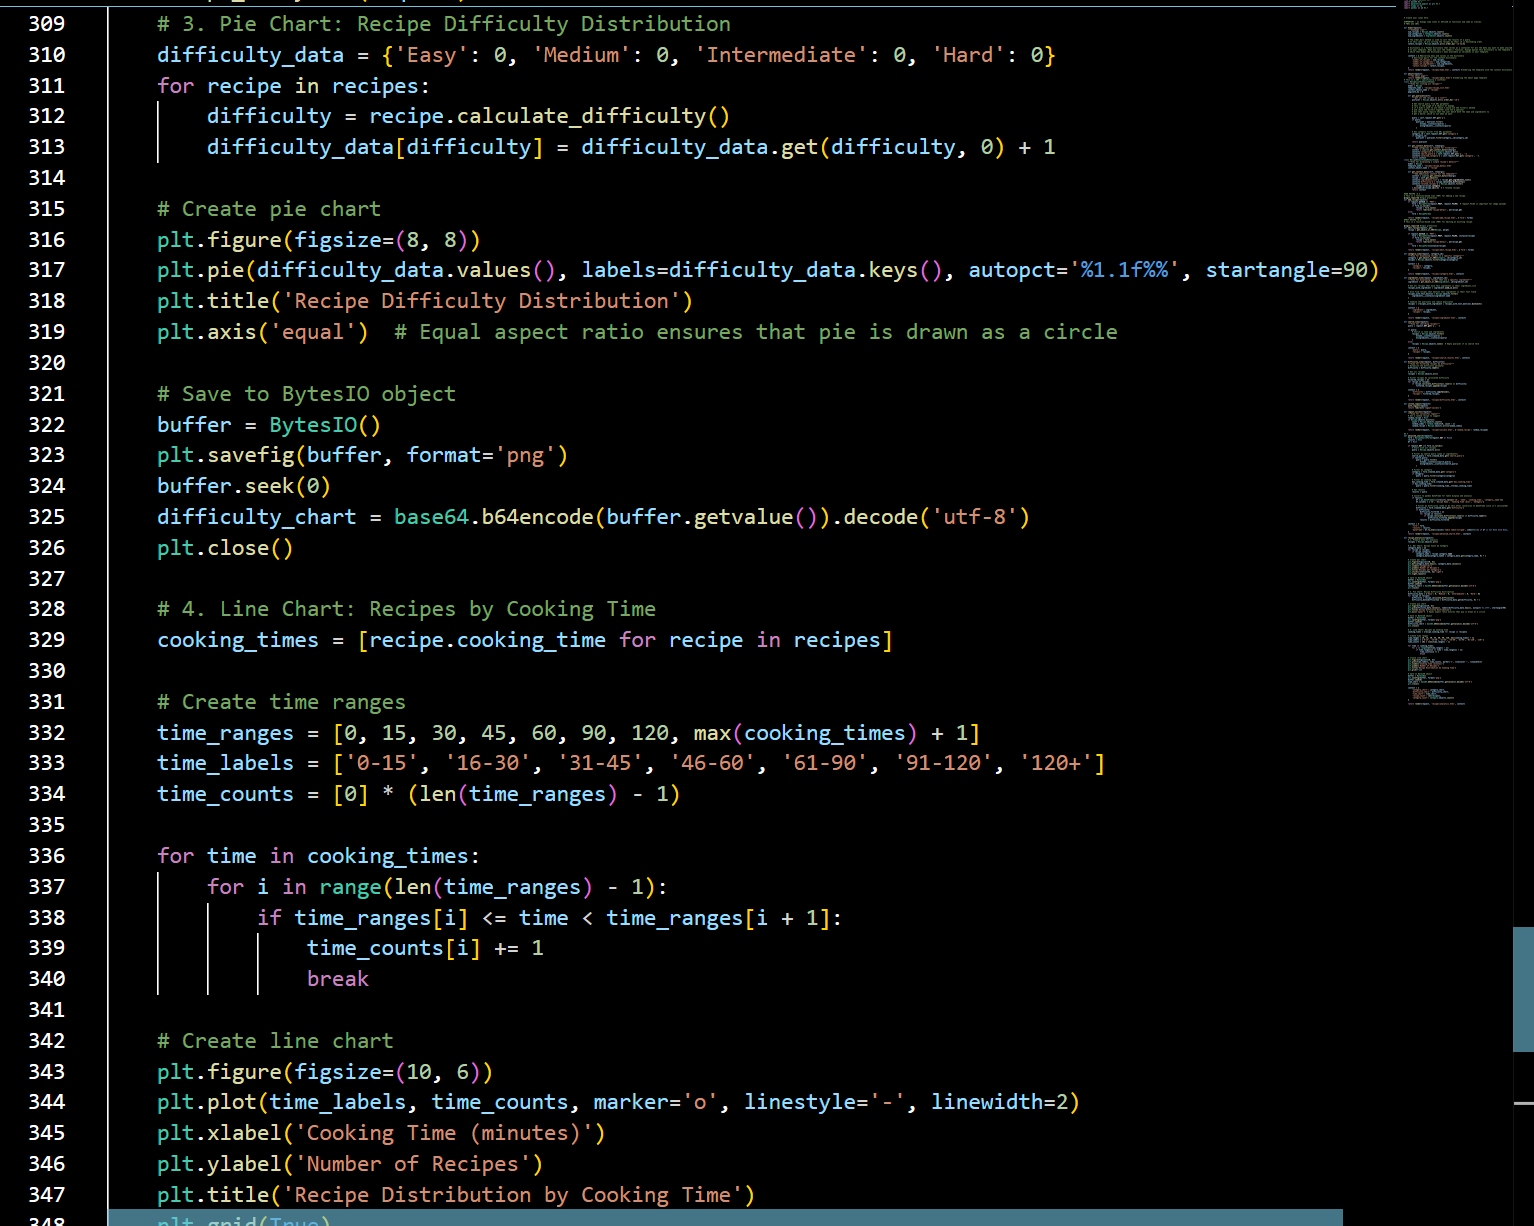 309 # 3. Pie Chart: Recipe Difficulty Distribution
310 difficulty_data = {'Easy': 0, 'Medium': 0, 'Intermediate': 0, 'Hard': 0}
311 for recipe in recipes:
312     difficulty = recipe.calculate_difficulty()
313     difficulty_data[difficulty] = difficulty_data.get(difficulty, 0) + 1
314
315 # Create pie chart
316 plt.figure(figsize=(8, 8))
317 plt.pie(difficulty_data.values(), labels=difficulty_data.keys(), autopct='%1.1f%%', startangle=90)
318 plt.title('Recipe Difficulty Distribution')
319 plt.axis('equal')  # Equal aspect ratio ensures that pie is drawn as a circle
320
321 # Save to BytesIO object
322 buffer = BytesIO()
323 plt.savefig(buffer, format='png')
324 buffer.seek(0)
325 difficulty_chart = base64.b64encode(buffer.getvalue()).decode('utf-8')
326 plt.close()
327
328 # 4. Line Chart: Recipes by Cooking Time
329 cooking_times = [recipe.cooking_time for recipe in recipes]
330
331 # Create time ranges
332 time_ranges = [0, 15, 30, 45, 60, 90, 120, max(cooking_times) + 1]
333 time_labels = ['0-15', '16-30', '31-45', '46-60', '61-90', '91-120', '120+']
334 time_counts = [0] * (len(time_ranges) - 1)
335
336 for time in cooking_times:
337     for i in range(len(time_ranges) - 1):
338         if time_ranges[i] <= time < time_ranges[i + 1]:
339             time_counts[i] += 1
340             break
341
342 # Create line chart
343 plt.figure(figsize=(10, 6))
344 plt.plot(time_labels, time_counts, marker='o', linestyle='-', linewidth=2)
345 plt.xlabel('Cooking Time (minutes)')
346 plt.ylabel('Number of Recipes')
347 plt.title('Recipe Distribution by Cooking Time')
348 plt.grid(True)